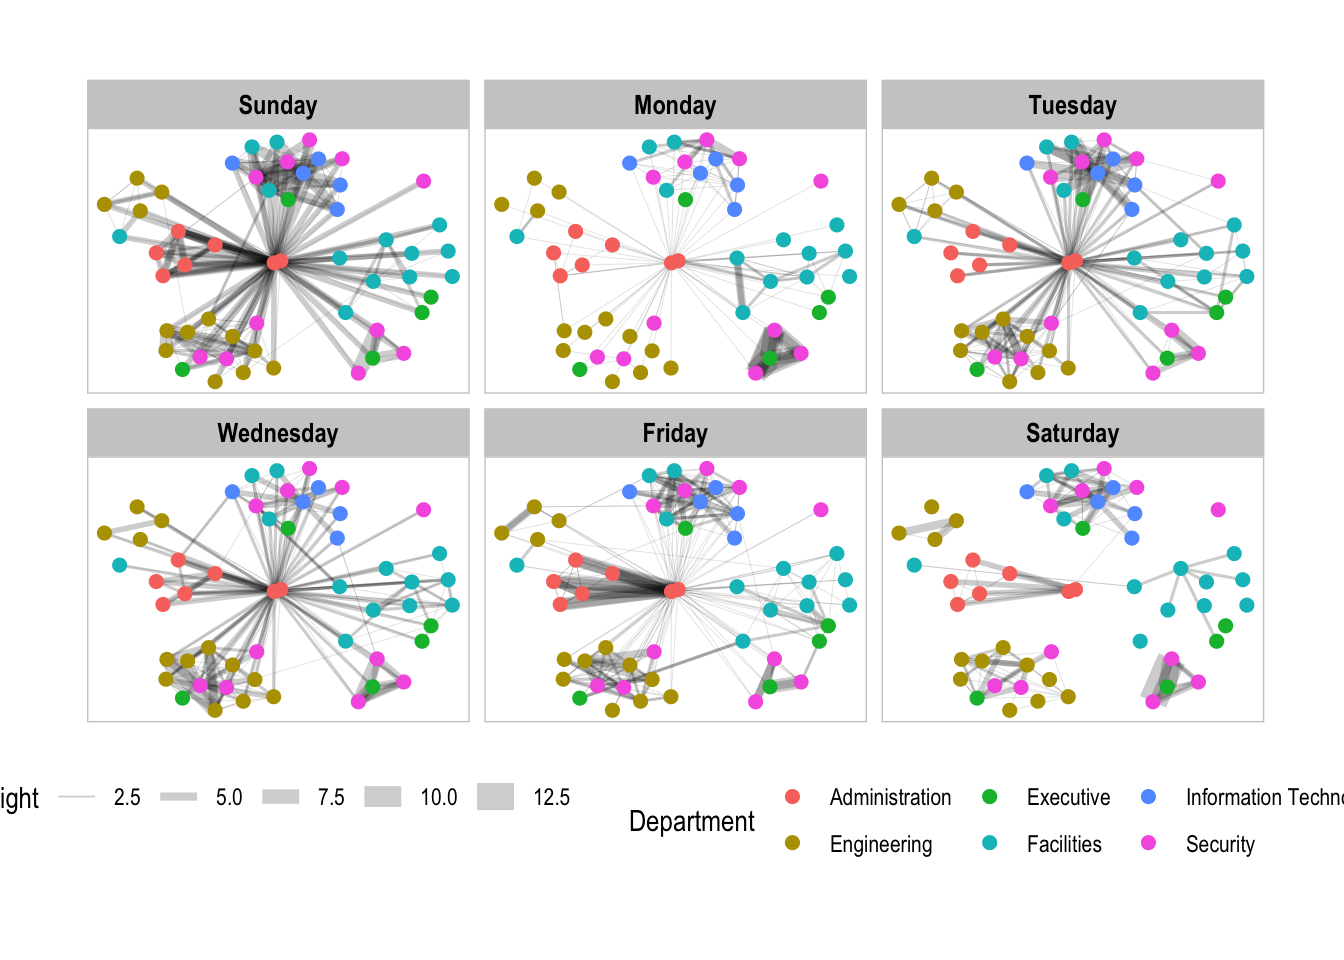 Sunday
Monday
Tuesday
Wednesday
Friday
Saturday
ight 2.5 5.0 7.5 10.0 12.5
Department
Administration Executive Information Techno
Engineering Facilities Security